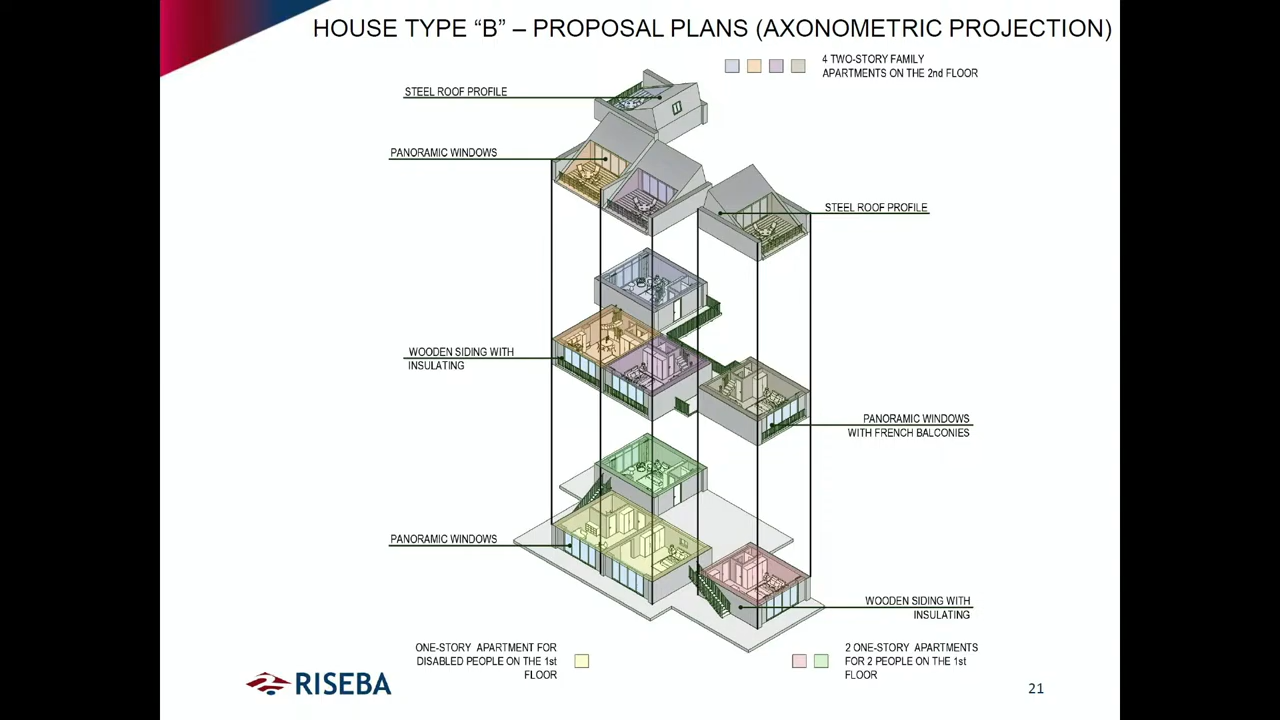 HOUSE TYPE “B” – PROPOSAL PLANS (AXONOMETRIC PROJECTION)
4 TWO-STORY FAMILY
APARTMENTS ON THE 2nd FLOOR
STEEL ROOF PROFILE
PANORAMIC WINDOWS
STEEL ROOF PROFILE
WOODEN SIDING WITH
INSULATING
PANORAMIC WINDOWS
WITH FRENCH BALCONIES
PANORAMIC WINDOWS
WOODEN SIDING WITH
INSULATING
ONE-STORY APARTMENT FOR
DISABLED PEOPLE ON THE 1st
FLOOR
2 ONE-STORY APARTMENTS
FOR 2 PEOPLE ON THE 1st
FLOOR
RISEBA
21